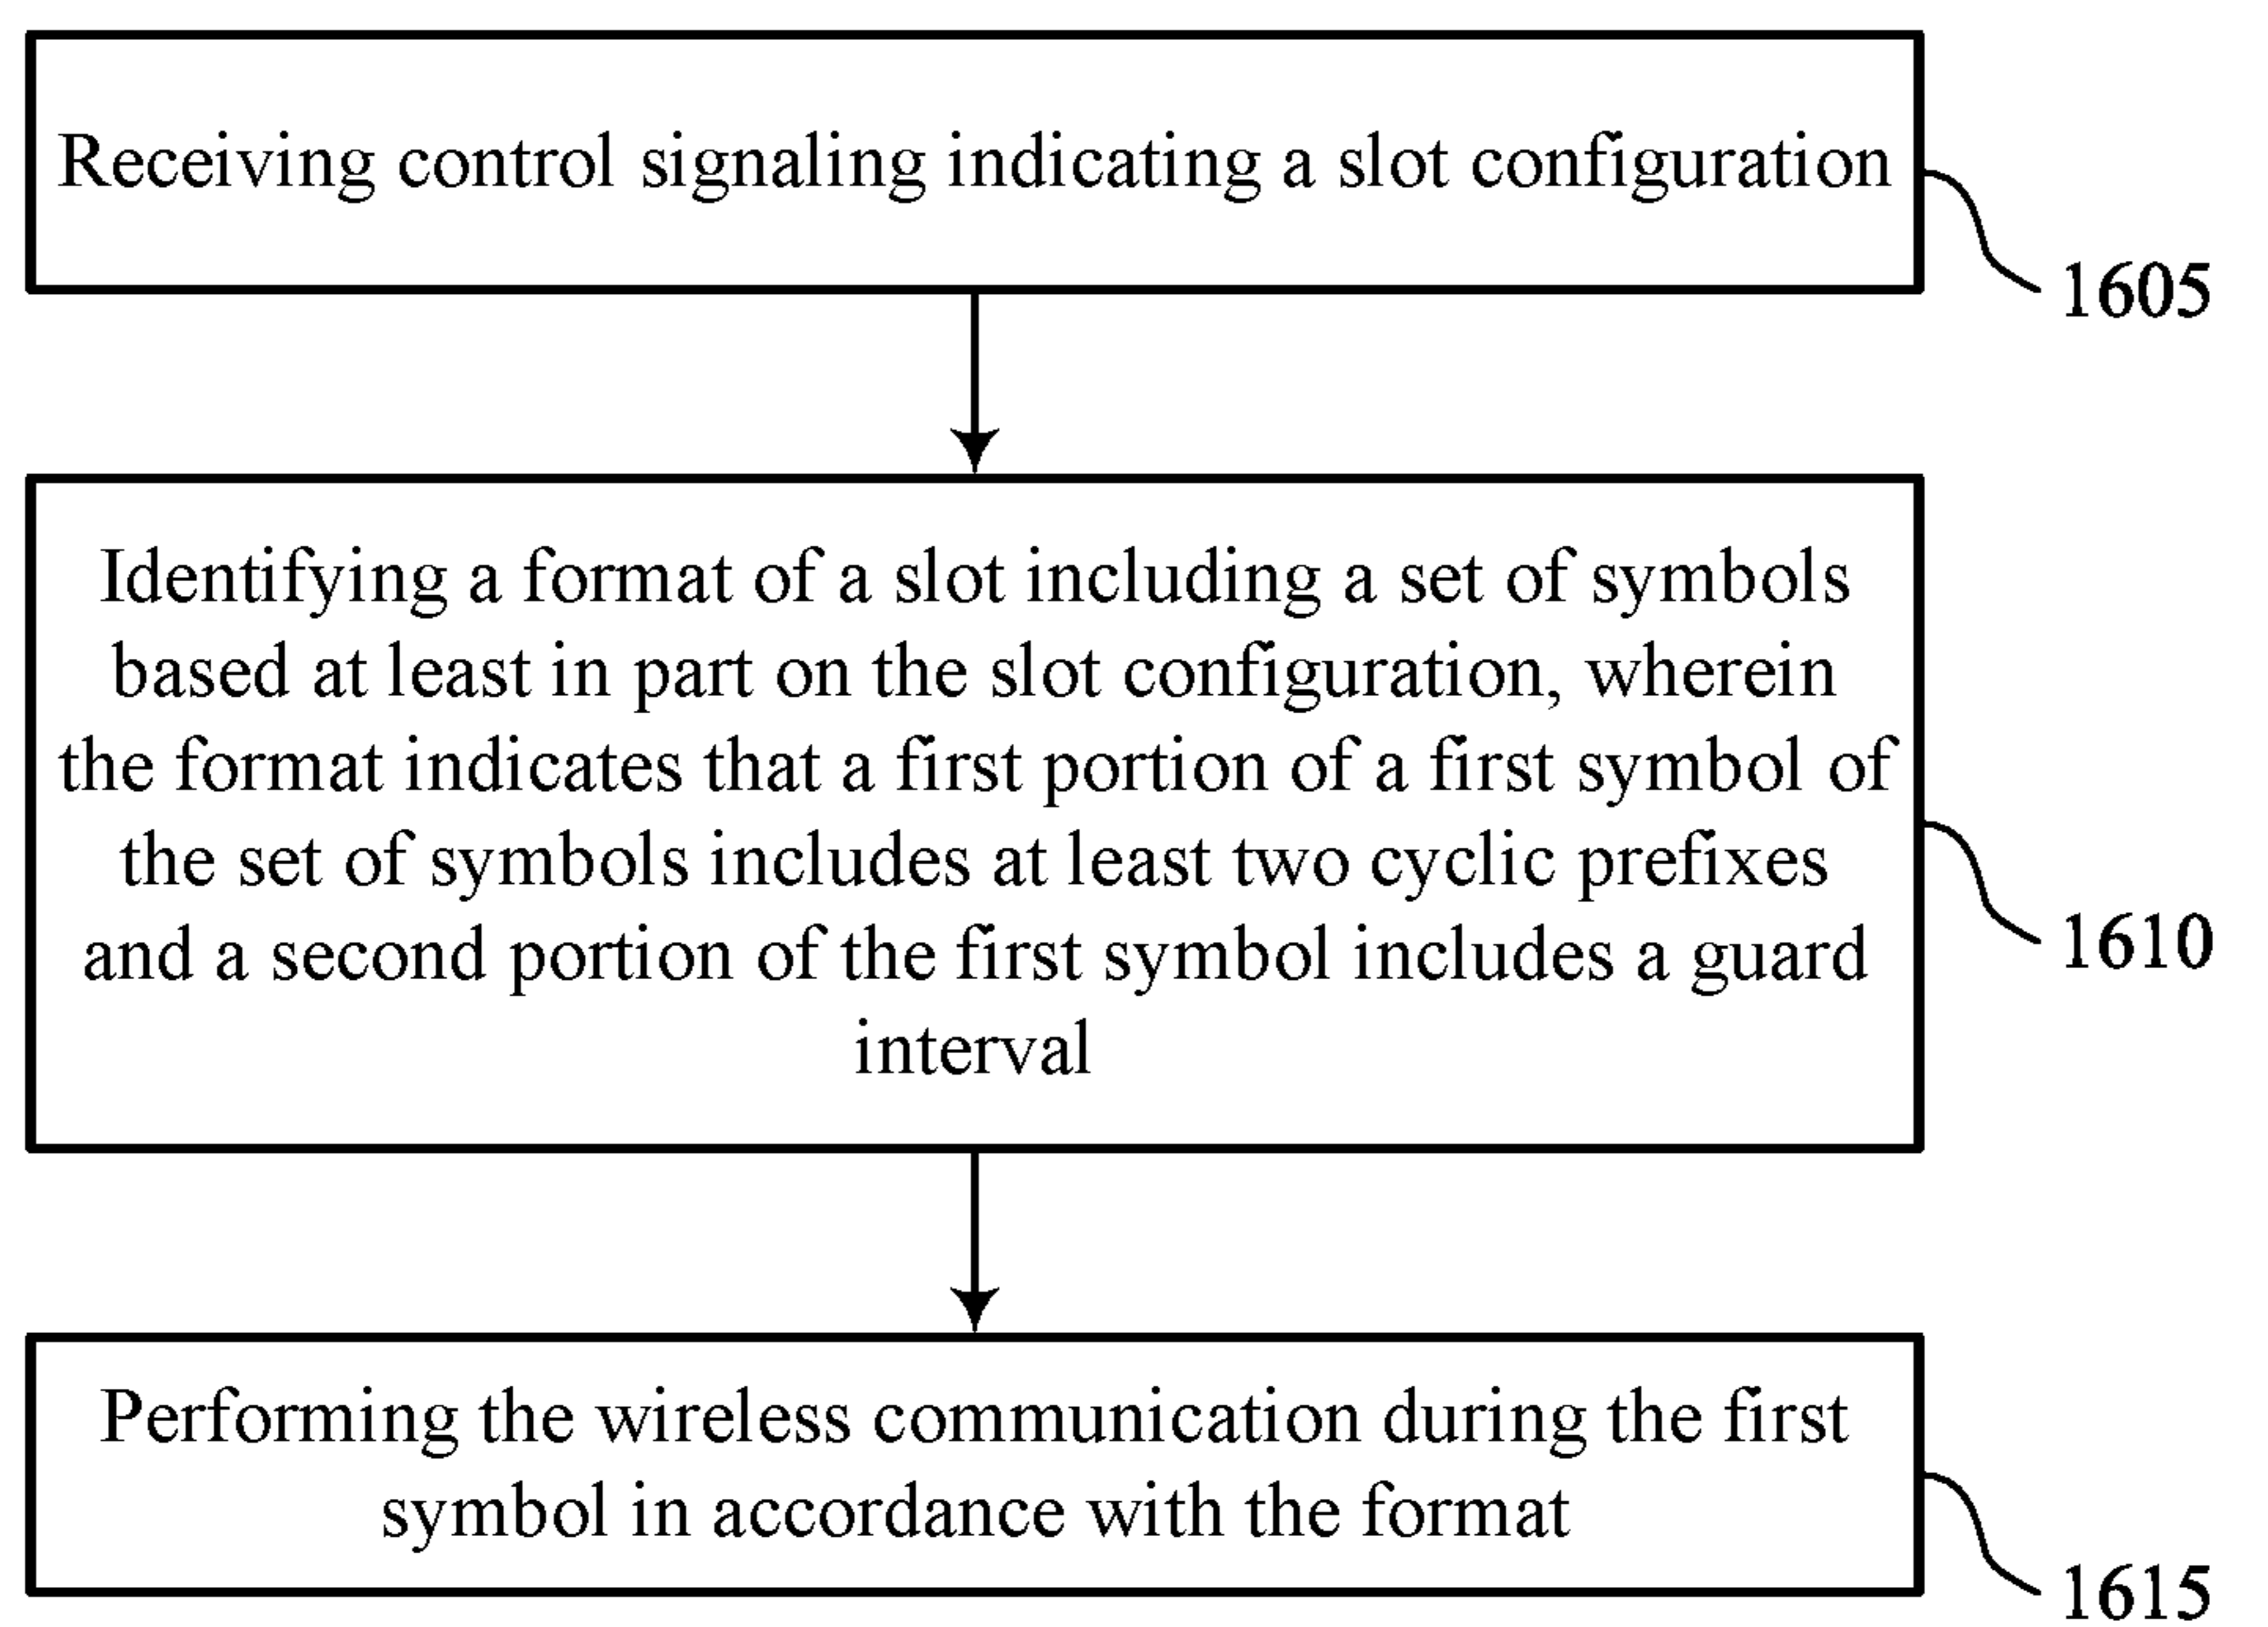 Receiving control signaling indicating a slot configuration
1605
Identifying a format of a slot including a set of symbols
based at least in part on the slot configuration, wherein
the format indicates that a first portion of a first symbol of
the set of symbols includes at least two cyclic prefixes
and a second portion of the first symbol includes a guard
interval
1610
Performing the wireless communication during the first
symbol in accordance with the format
1615